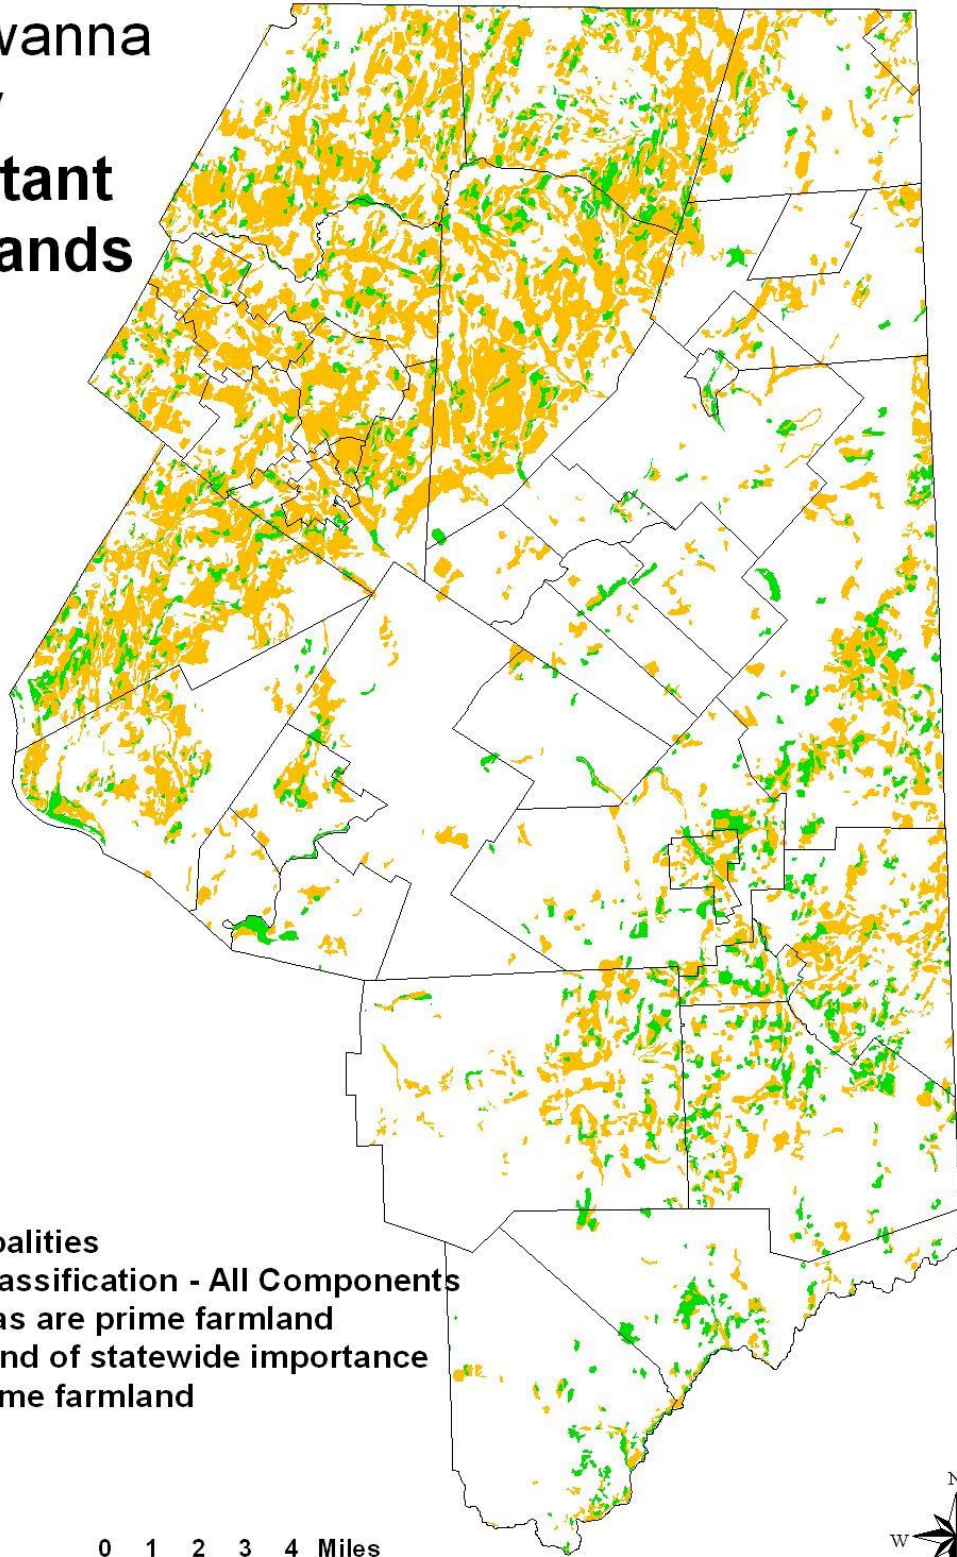 wanna
y
tant
ands
palities
assification - All Components
as are prime farmland
nd of statewide importance
me farmland
0 1 2 3 4 Miles
N
W